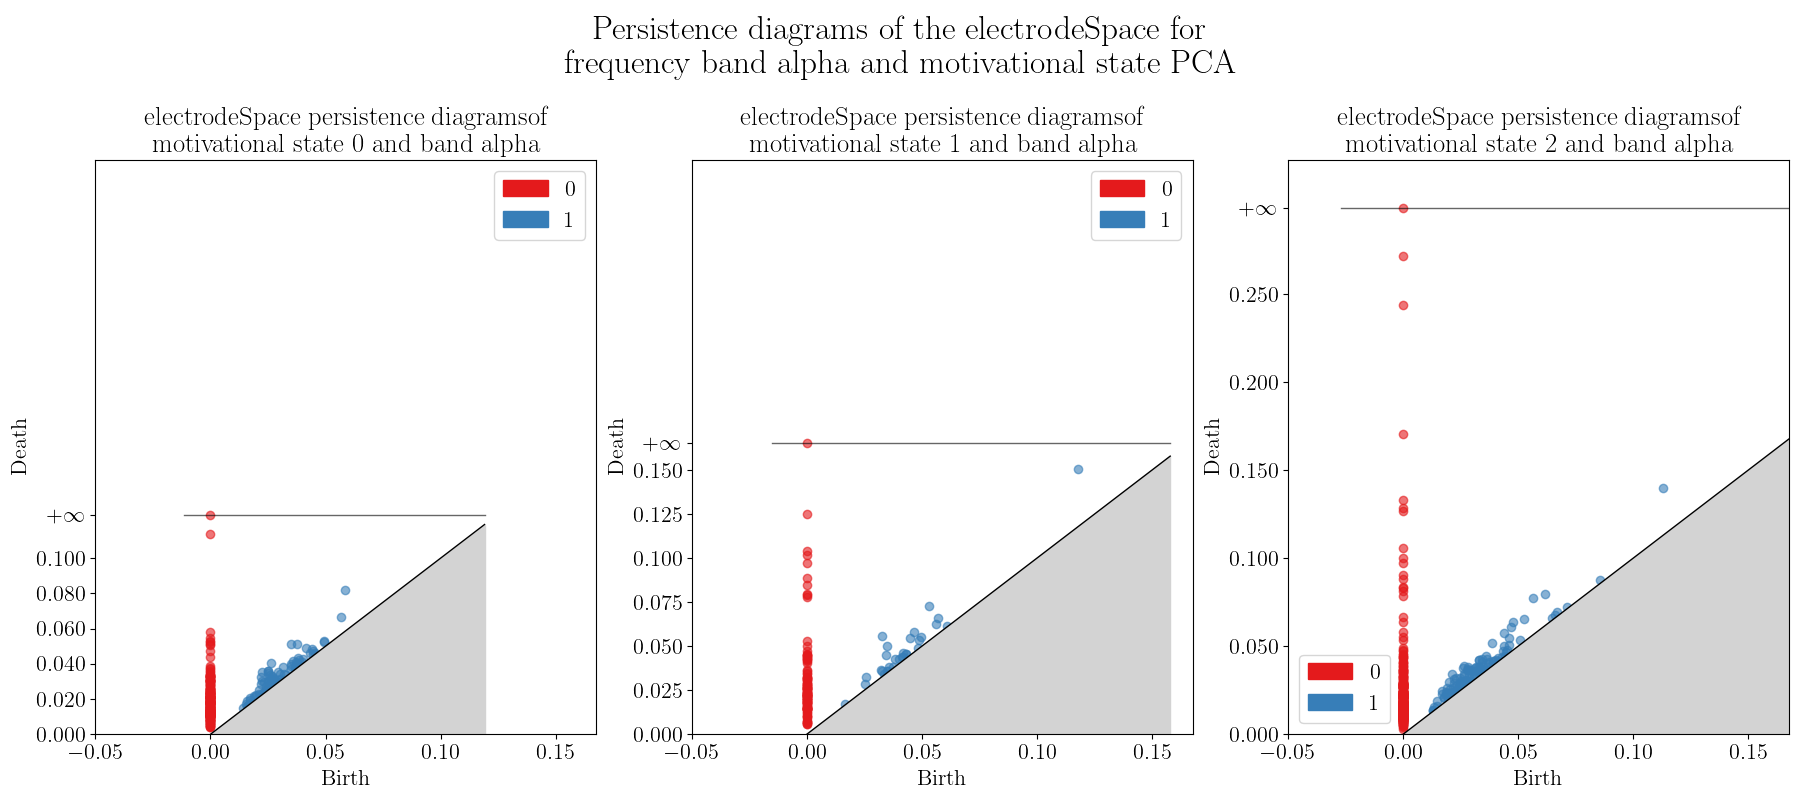 Persistence diagrams of the electrodeSpace for
frequency band alpha and motivational state PCA
electrodeSpace persistence diagramsof
motivational state 0 and band alpha
0
1
Death
+∞
0.100
0.080
0.060
0.040
0.020
0.000
−0.05 0.00 0.05 0.10 0.15
Birth
electrodeSpace persistence diagramsof
motivational state 1 and band alpha
0
1
Death
+∞
0.150
0.125
0.100
0.075
0.050
0.025
0.000
−0.05 0.00 0.05 0.10 0.15
Birth
electrodeSpace persistence diagramsof
motivational state 2 and band alpha
+∞
0.250
0.200
0.150
0.100
0.050
0.000
Death
0
1
−0.05 0.00 0.05 0.10 0.15
Birth